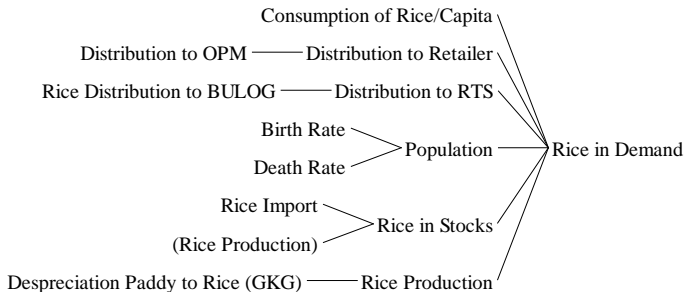 Consumption of Rice/Capita
Distribution to OPM Distribution to Retailer
Rice Distribution to BULOG Distribution to RTS
Birth Rate
Population Rice in Demand
Death Rate
Rice Import
Rice in Stocks
(Rice Production)
Despreciation Paddy to Rice (GKG) Rice Production